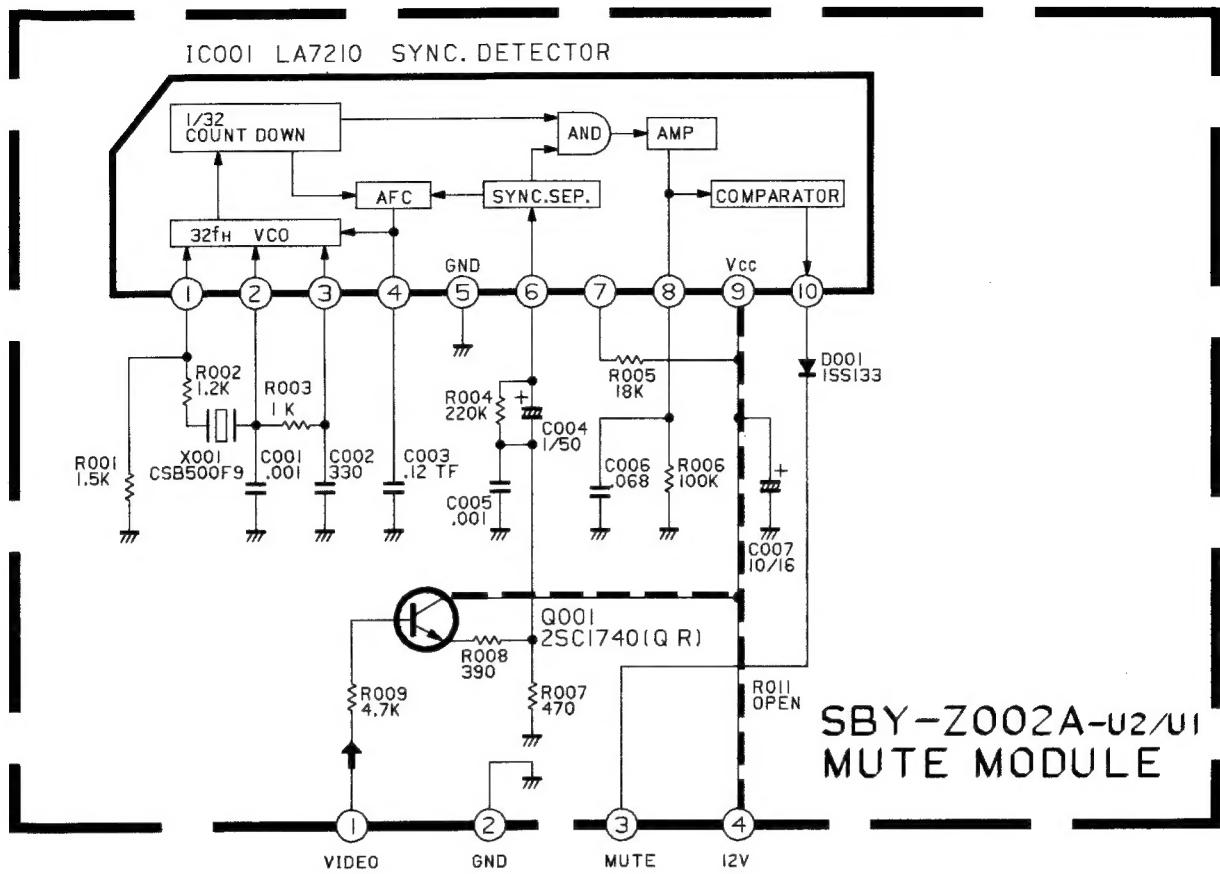 IC001 LA7210 SYNC. DETECTOR
1/32
COUNT DOWN
AND
AMP
AFC
SYNC.SEP.
COMPARATOR
32fH VCO
GND
Vcc
1
2
3
4
5
6
7
8
9
10
R002
1.2K
R003
1K
R004
220K
R005
18K
D001
1SS133
X001
CSB500F9
R001
1.5K
C001
.001
C002
330
C003
.12 TF
C004
1/50
C005
.001
C006
.068
R006
100K
C007
10/16
Q001
2SC1740(Q R)
R008
390
R009
4.7K
R007
470
R011
OPEN
SBY-Z002A-U2/U1
MUTE MODULE
1
2
3
4
VIDEO
GND
MUTE
12V